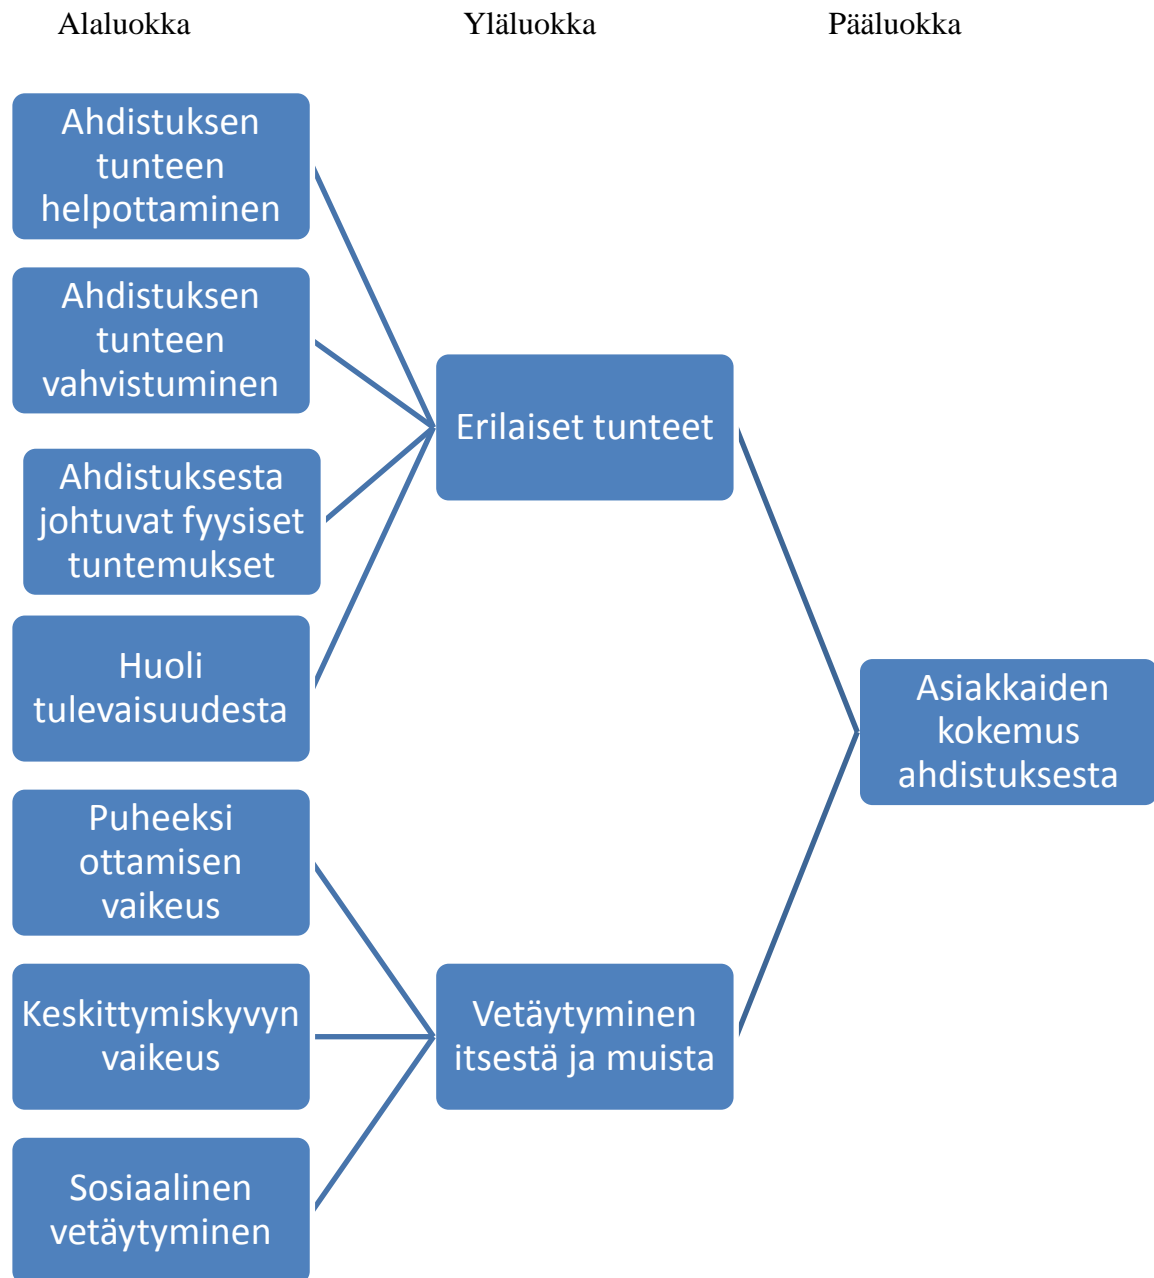 Alaluokka
Yläluokka
Pääluokka
Ahdistuksen
tunteen
helpottaminen
Ahdistuksen
tunteen
vahvistuminen
Ahdistuksesta
johtuvat fyysiset
tuntemukset
Huoli
tulevaisuudesta
Puheeksi
ottamisen
vaikeus
Keskittymiskyvyn
vaikeus
Sosiaalinen
vetäytyminen
Erilaiset tunteet
Vetäytyminen
itsestä ja muista
Asiakkaiden
kokemus
ahdistuksesta